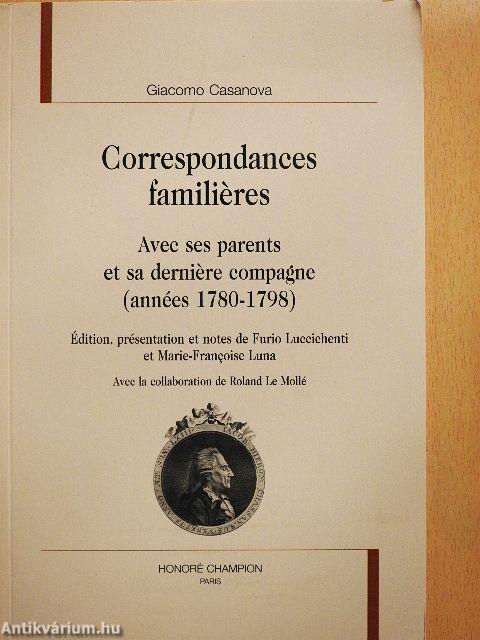 Giacomo Casanova
Correspondances
familières
Avec ses parents
et sa dernière compagne
(années 1780-1798)
Édition, présentation et notes de Furio Luccichenti
et Marie-Françoise Luna
Avec la collaboration de Roland Le Mollé
HONORÉ CHAMPION
PARIS
Antikvárium.hu